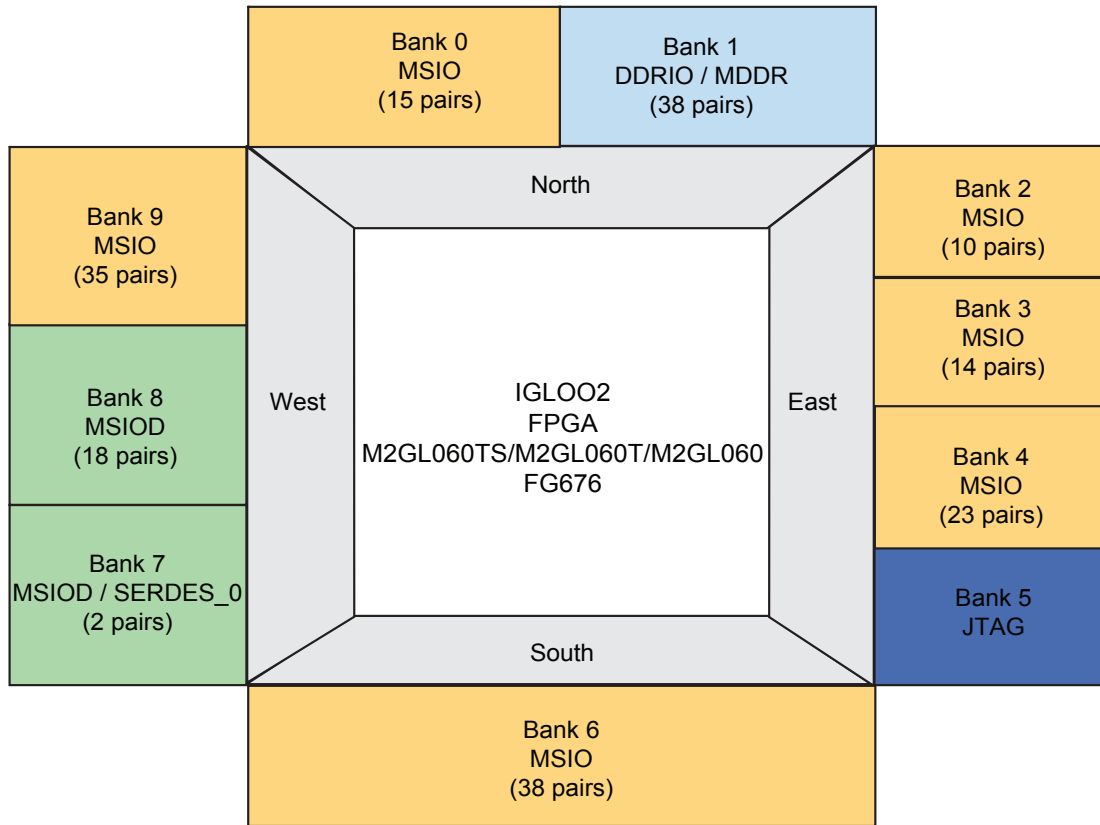 Bank 0
MSIO
(15 pairs)
Bank 1
DDRIO / MDDR
(38 pairs)
North
Bank 9
MSIO
(35 pairs)
Bank 2
MSIO
(10 pairs)
Bank 3
MSIO
(14 pairs)
Bank 8
MSIOD
(18 pairs)
West
IGLOO2
FPGA
M2GL060TS/M2GL060T/M2GL060
FG676
East
Bank 4
MSIO
(23 pairs)
Bank 7
MSIOD / SERDES_0
(2 pairs)
Bank 5
JTAG
South
Bank 6
MSIO
(38 pairs)